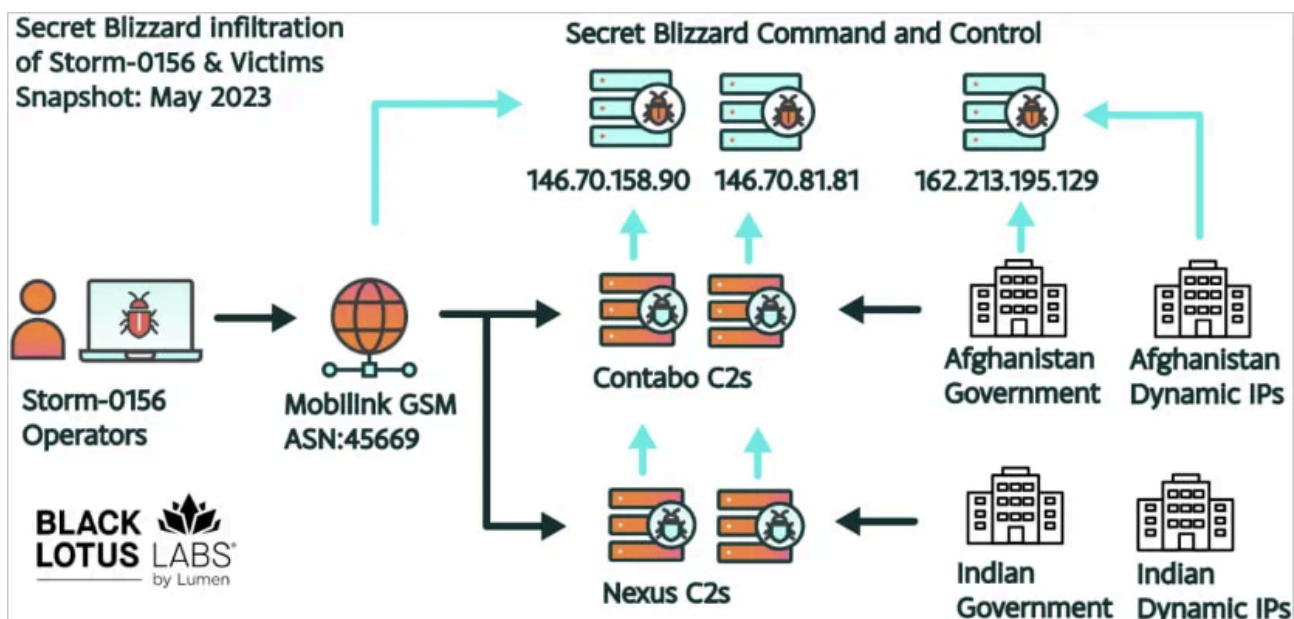 Secret Blizzard Infiltration
of Storm-0156 & Victims
Snapshot: May 2023
Secret Blizzard Command and Control
146.70.158.90
146.70.81.81
162.213.195.129
Storm-0156
Operators
Mobilink GSM
ASN:45669
Contabo C2s
Afghanistan
Government
Afghanistan
Dynamic IPs
Nexus C2s
Indian
Government
Indian
Dynamic IPs
BLACK
LOTUS LABS®
by Lumen